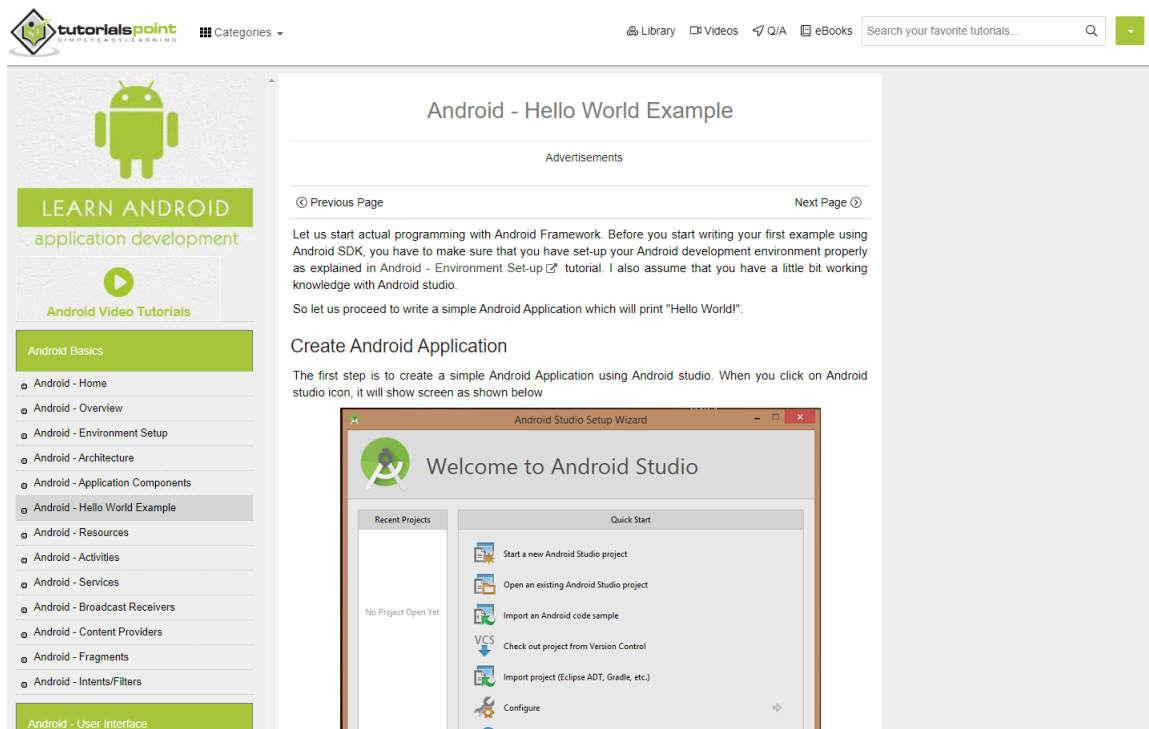 tutorialspoint
SIMPLYEASYLEARNING
Categories
Library
Videos
Q/A
eBooks
Search your favorite tutorials...
LEARN ANDROID
application development
Android Video Tutorials
Android Basics
Android - Home
Android - Overview
Android - Environment Setup
Android - Architecture
Android - Application Components
Android - Hello World Example
Android - Resources
Android - Activities
Android - Services
Android - Broadcast Receivers
Android - Content Providers
Android - Fragments
Android - Intents/Filters
Android - User Interface
Android - Hello World Example
Advertisements
Previous Page
Next Page
Let us start actual programming with Android Framework. Before you start writing your first example using
Android SDK, you have to make sure that you have set-up your Android development environment properly
as explained in Android - Environment Set-up tutorial. I also assume that you have a little bit working
knowledge with Android studio.
So let us proceed to write a simple Android Application which will print "Hello World!".
Create Android Application
The first step is to create a simple Android Application using Android studio. When you click on Android
studio icon, it will show screen as shown below
Android Studio Setup Wizard
Welcome to Android Studio
Recent Projects
No Project Open Yet
Quick Start
Start a new Android Studio project
Open an existing Android Studio project
Import an Android code sample
VCS
Check out project from Version Control
Import project (Eclipse ADT, Gradle, etc.)
Configure